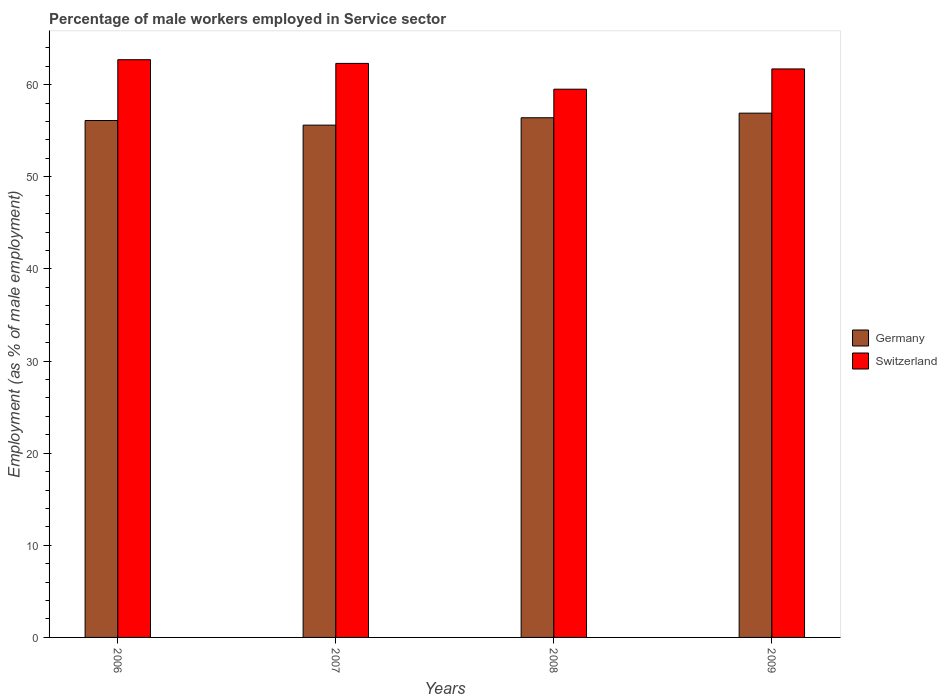 Percentage of male workers employed in Service sector
Employment (as % of male employment)
60
50
40
30
20
10
0
2006
2007
2008
2009
Years
Germany
Switzerland